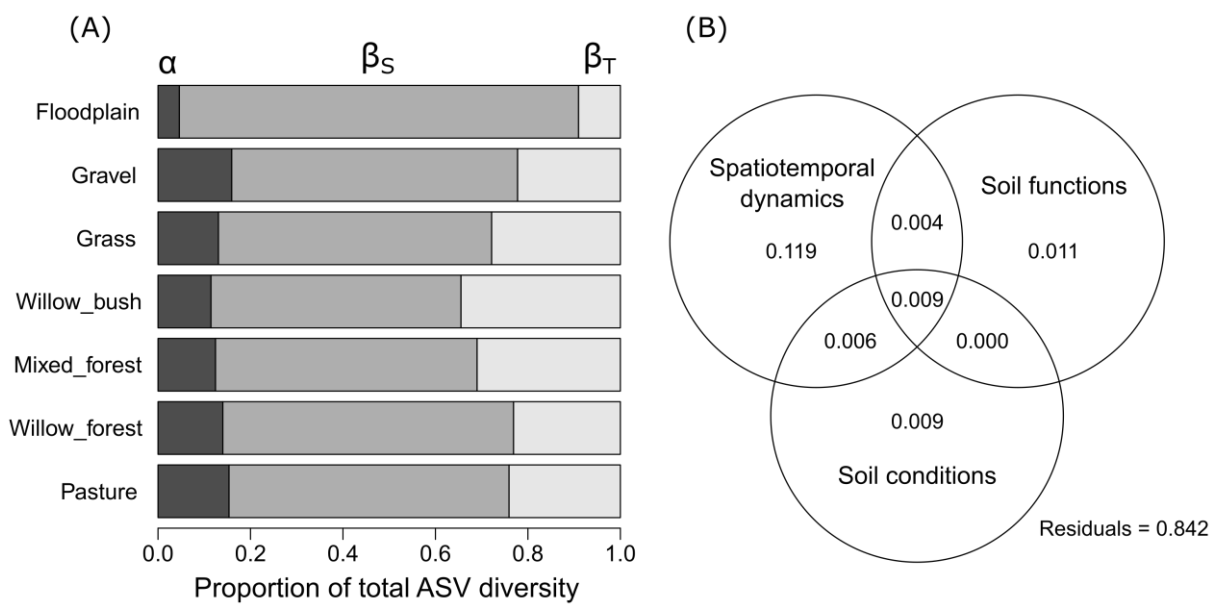 (A)
α βS βT
Floodplain
Gravel
Grass
Willow_bush
Mixed_forest
Willow_forest
Pasture
0.0 0.2 0.4 0.6 0.8 1.0
Proportion of total ASV diversity
(B)
Spatiotemporal
dynamics
0.119
Soil functions
0.011
0.004
0.009
0.006
0.000
0.009
Soil conditions
Residuals = 0.842